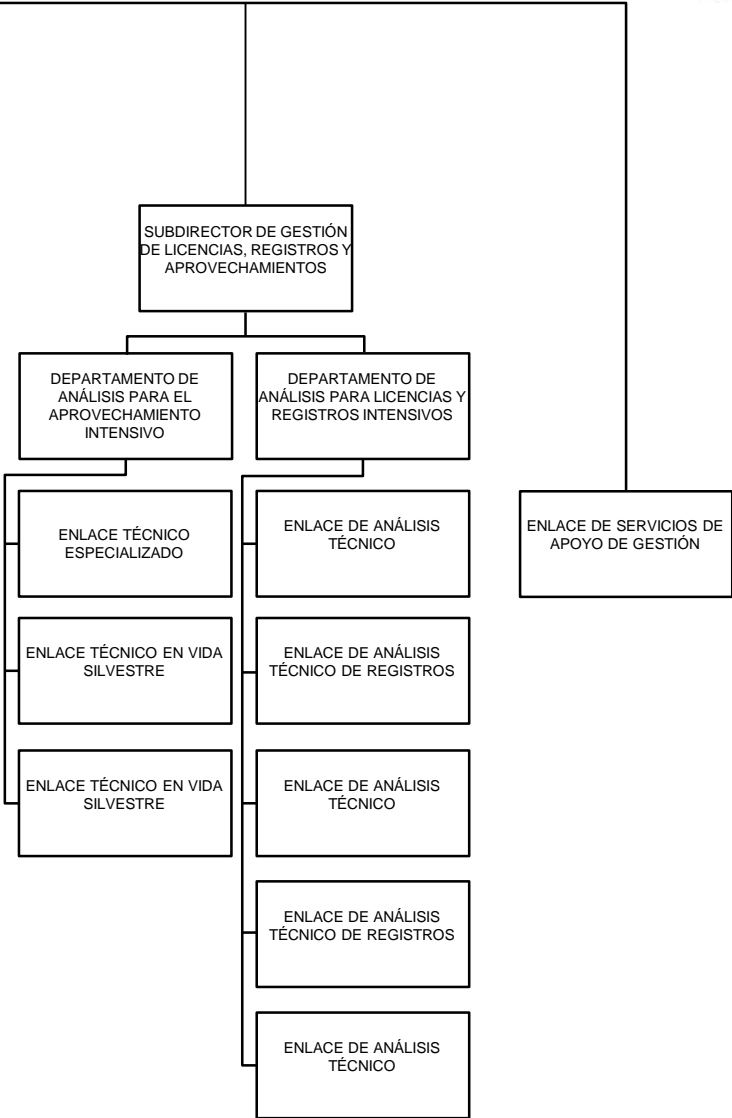 SUBDIRECTOR DE GESTIÓN
DE LICENCIAS, REGISTROS Y
APROVECHAMIENTOS
DEPARTAMENTO DE
ANÁLISIS PARA EL
APROVECHAMIENTO
INTENSIVO
DEPARTAMENTO DE
ANÁLISIS PARA LICENCIAS Y
REGISTROS INTENSIVOS
ENLACE TÉCNICO
ESPECIALIZADO
ENLACE TÉCNICO EN VIDA
SILVESTRE
ENLACE TÉCNICO EN VIDA
SILVESTRE
ENLACE DE ANÁLISIS
TÉCNICO
ENLACE DE ANÁLISIS
TÉCNICO DE REGISTROS
ENLACE DE ANÁLISIS
TÉCNICO
ENLACE DE ANÁLISIS
TÉCNICO DE REGISTROS
ENLACE DE ANÁLISIS
TÉCNICO
ENLACE DE SERVICIOS DE
APOYO DE GESTIÓN